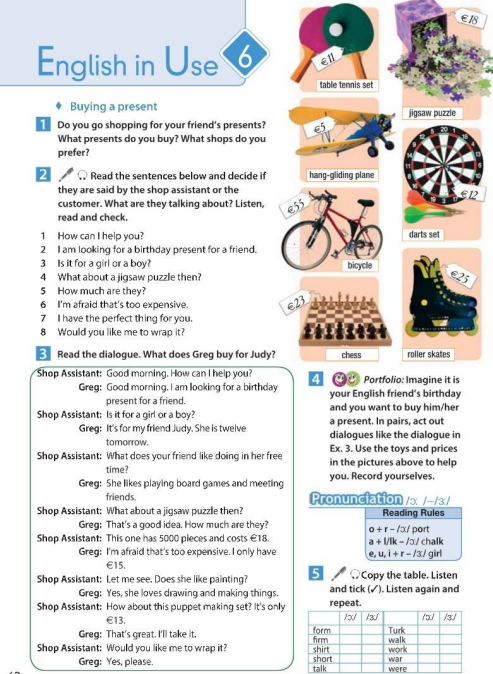 English in Use 6
♦ Buying a present
1 Do you go shopping for your friend's presents?
What presents do you buy? What shops do you
prefer?
2 Read the sentences below and decide if
they are said by the shop assistant or the
customer. What are they talking about? Listen,
read and check.
1 How can I help you?
2 I am looking for a birthday present for a friend.
3 Is it for a girl or a boy?
4 What about a jigsaw puzzle then?
5 How much are they?
6 I'm afraid that's too expensive.
7 I have the perfect thing for you.
8 Would you like me to wrap it?
3 Read the dialogue. What does Greg buy for Judy?
Shop Assistant: Good morning. How can I help you?
Greg: Good morning. I am looking for a birthday
present for a friend.
Shop Assistant: Is it for a girl or a boy?
Greg: It's for my friend Judy. She is twelve
tomorrow.
Shop Assistant: What does your friend like doing in her free
time?
Greg: She likes playing board games and meeting
friends.
Shop Assistant: What about a jigsaw puzzle then?
Greg: That's a good idea. How much are they?
Shop Assistant: This one has 5000 pieces and costs €18.
Greg: I'm afraid that's too expensive. I only have
€15.
Shop Assistant: Let me see. Does she like painting?
Greg: Yes, she loves drawing and making things.
Shop Assistant: How about this puppet making set? It's only
€13.
Greg: That's great. I'll take it.
Shop Assistant: Would you like me to wrap it?
Greg: Yes, please.
€11
table tennis set
€18
jigsaw puzzle
€5
hang-gliding plane
€12
darts set
€55
bicycle
€25
roller skates
€23
chess
4 Portfolio: Imagine it is
your English friend's birthday
and you want to buy him/her
a present. In pairs, act out
dialogues like the dialogue in
Ex. 3. Use the toys and prices
in the pictures above to help
you. Record yourselves.
Pronunciation /ɔː/–/ɜː/
Reading Rules
o + r – /ɔː/ port
a + l/lk – /ɔː/ chalk
e, u, i + r – /ɜː/ girl
5 Copy the table. Listen
and tick (✓). Listen again and
repeat.
/ɔː/ /ɜː/ /ɔː/ /ɜː/
form Turk
firm walk
shirt work
short war
talk were